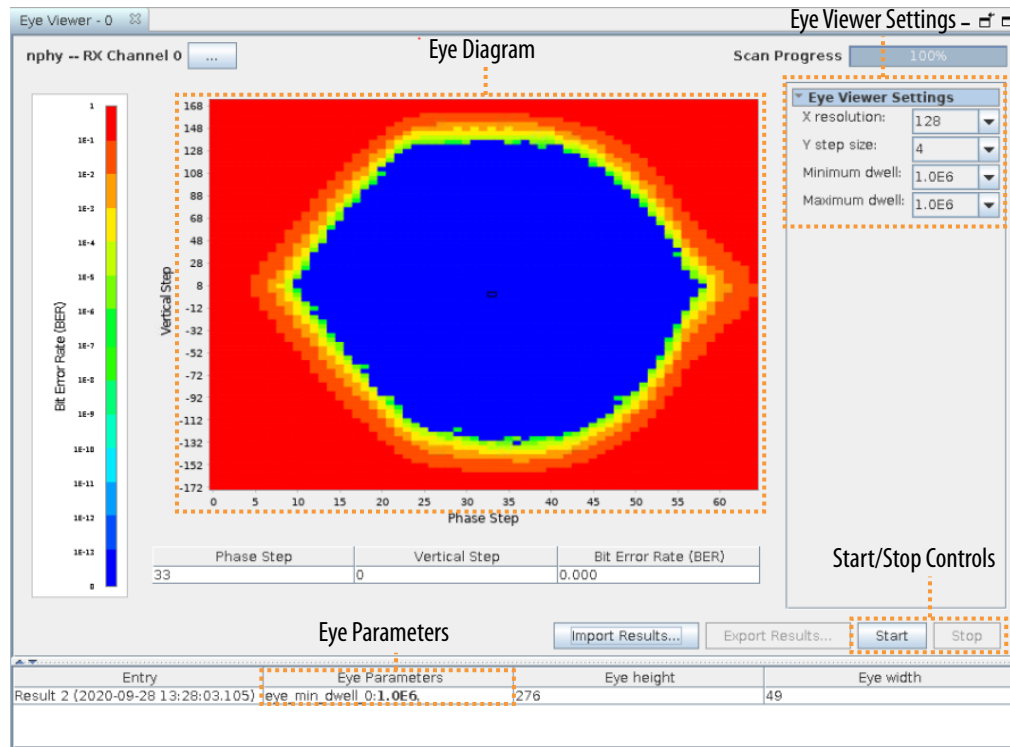 Eye Viewer - 0
Eye Viewer Settings
nphy -- RX Channel 0 ...
Eye Diagram
Scan Progress 100%
Eye Viewer Settings
X resolution: 128
Y step size: 4
Minimum dwell: 1.0E6
Maximum dwell: 1.0E6
Bit Error Rate (BER)
1
1E-1
1E-2
1E-3
1E-4
1E-5
1E-6
1E-7
1E-8
1E-9
1E-10
1E-11
1E-12
1E-13
0
Vertical Step
168
148
128
108
88
68
48
28
8
-12
-32
-52
-72
-92
-112
-132
-152
-172
0 5 10 15 20 25 30 35 40 45 50 55 60
Phase Step
Phase Step Vertical Step Bit Error Rate (BER)
33 0 0.000
Start/Stop Controls
Eye Parameters
Import Results... Export Results... Start Stop
Entry Eye Parameters Eye height Eye width
Result 2 (2020-09-28 13:28:03.105) eye_min_dwell_0:1.0E6, 276 49